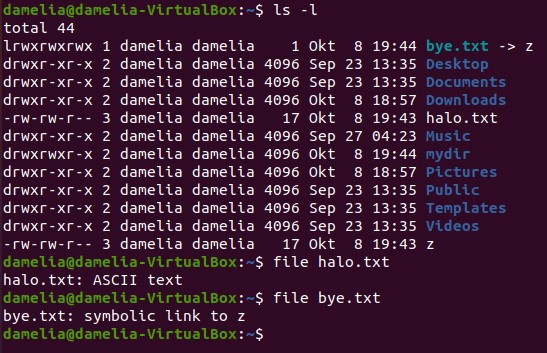 damelia@damelia-VirtualBox:~$ ls -l
total 44
lrwxrwxrwx 1 damelia damelia    1 Okt  8 19:44 bye.txt -> z
drwxr-xr-x 2 damelia damelia 4096 Sep 23 13:35 Desktop
drwxr-xr-x 2 damelia damelia 4096 Sep 23 13:35 Documents
drwxr-xr-x 2 damelia damelia 4096 Okt  8 18:57 Downloads
-rw-rw-r-- 3 damelia damelia   17 Okt  8 19:43 halo.txt
drwxr-xr-x 2 damelia damelia 4096 Sep 27 04:23 Music
drwxrwxr-x 2 damelia damelia 4096 Okt  8 19:44 mydir
drwxr-xr-x 2 damelia damelia 4096 Okt  8 18:57 Pictures
drwxr-xr-x 2 damelia damelia 4096 Sep 23 13:35 Public
drwxr-xr-x 2 damelia damelia 4096 Sep 23 13:35 Templates
drwxr-xr-x 2 damelia damelia 4096 Sep 23 13:35 Videos
-rw-rw-r-- 3 damelia damelia   17 Okt  8 19:43 z
damelia@damelia-VirtualBox:~$ file halo.txt
halo.txt: ASCII text
damelia@damelia-VirtualBox:~$ file bye.txt
bye.txt: symbolic link to z
damelia@damelia-VirtualBox:~$